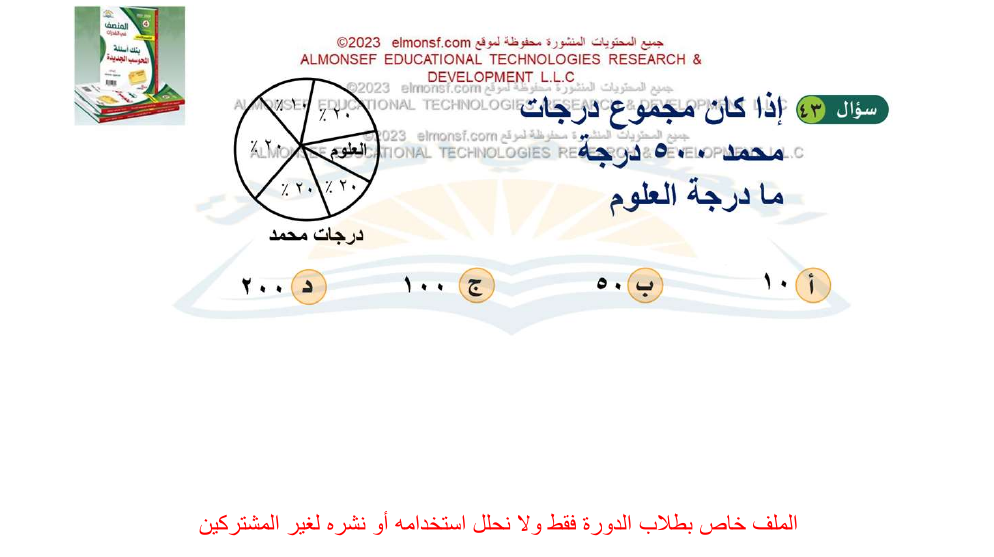 المنصف
في القدرات
بنك أسئلة
المحوسب الجديدة
جميع المحتويات المنشورة محفوظة لموقع elmonsf.com ©2023
ALMONSEF EDUCATIONAL TECHNOLOGIES RESEARCH &
DEVELOPMENT L.L.C
جميع المحتويات المنشورة محفوظة لموقع elmonsf.com ©2023
ALMONSEF EDUCATIONAL TECHNOLOGIES RESEARCH & DEVELOPMENT L.L.C
جميع المحتويات المنشورة محفوظة لموقع elmonsf.com ©2023
ALMONSEF EDUCATIONAL TECHNOLOGIES RESEARCH & DEVELOPMENT L.L.C
سؤال ٤٣
إذا كان مجموع درجات
محمد ٥٠٠ درجة
ما درجة العلوم
٢٠ ٪
٢٠ ٪
العلوم
٢٠ ٪
٢٠ ٪
درجات محمد
أ ١٠
ب ٥٠
ج ١٠٠
د ٢٠٠
الملف خاص بطلاب الدورة فقط ولا نحلل استخدامه أو نشره لغير المشتركين